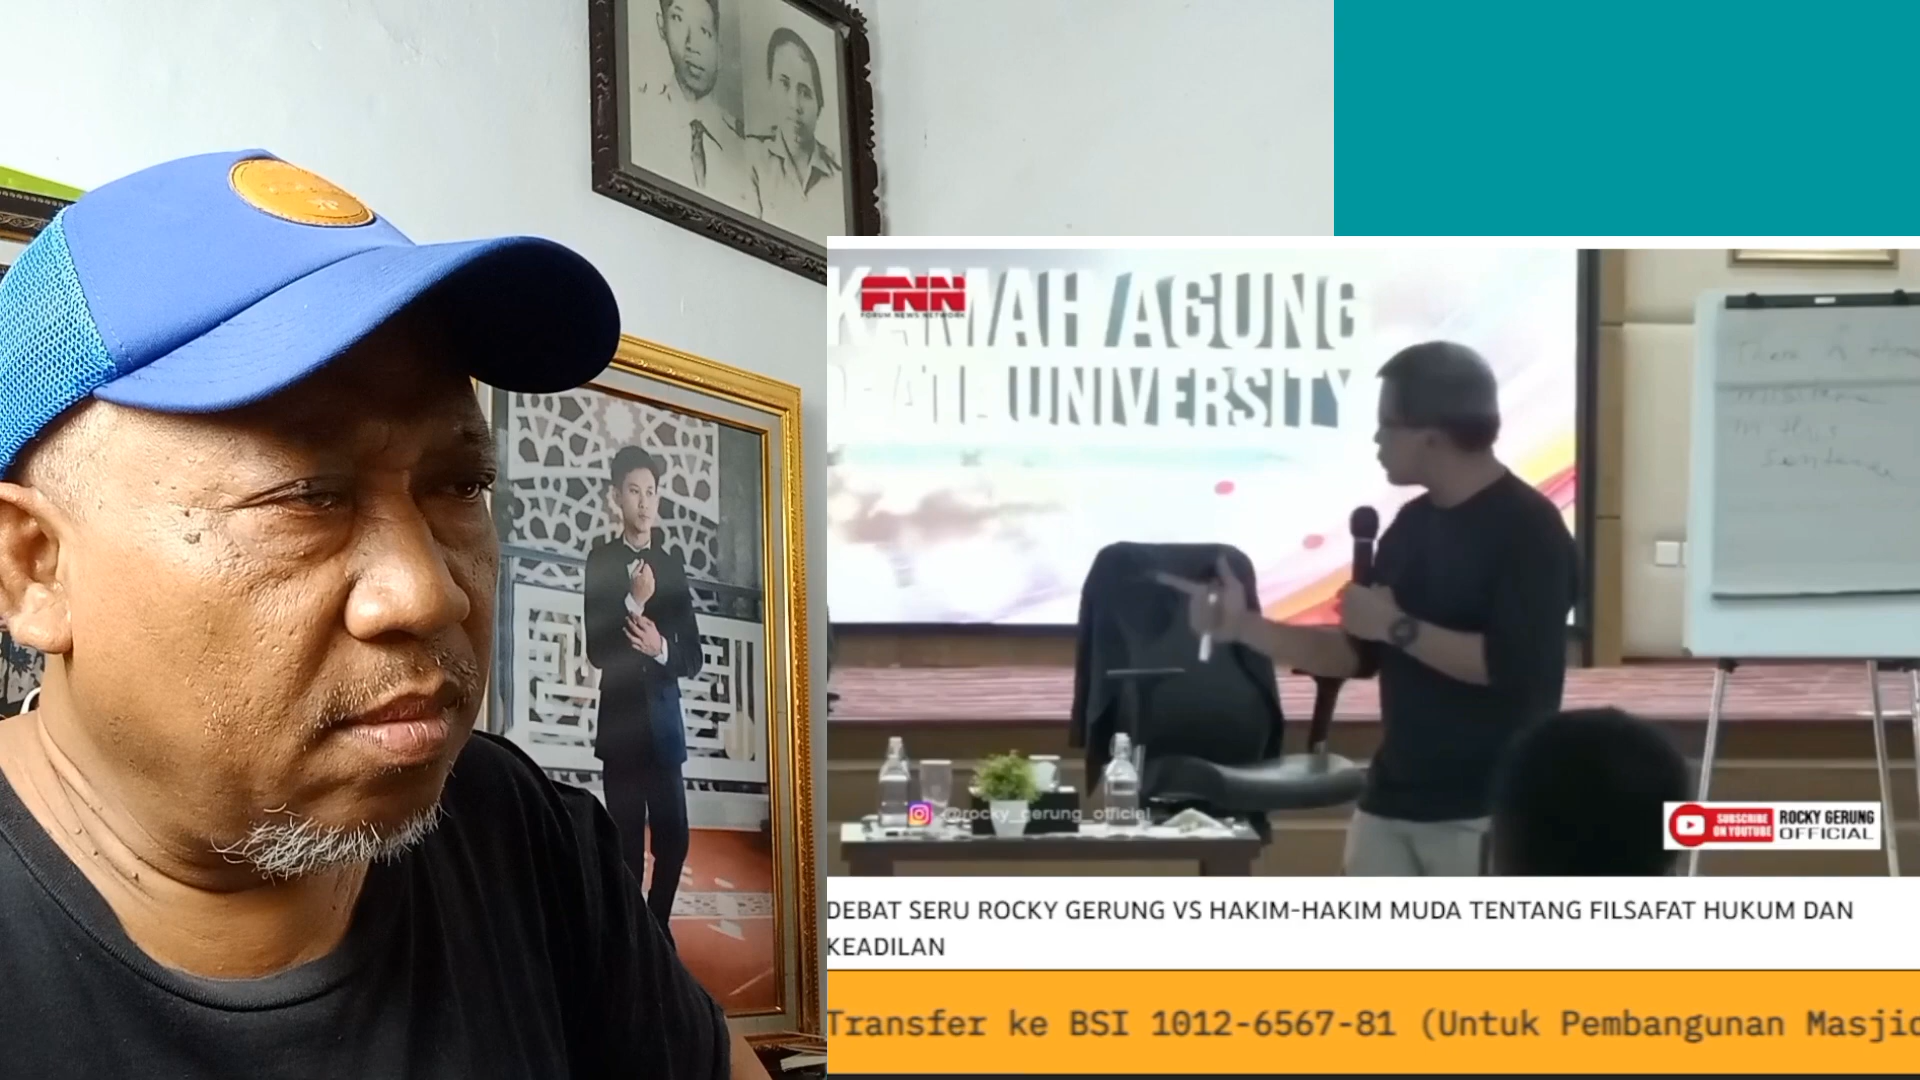 FNN
FORUM NEWS NETWORK
KAMAH AGUNG
UNIVERSITY
There
@rocky_gerung_official
SUBSCRIBE
ON YOUTUBE
ROCKY GERUNG
OFFICIAL
DEBAT SERU ROCKY GERUNG VS HAKIM-HAKIM MUDA TENTANG FILSAFAT HUKUM DAN
KEADILAN
Transfer ke BSI 1012-6567-81 (Untuk Pembangunan